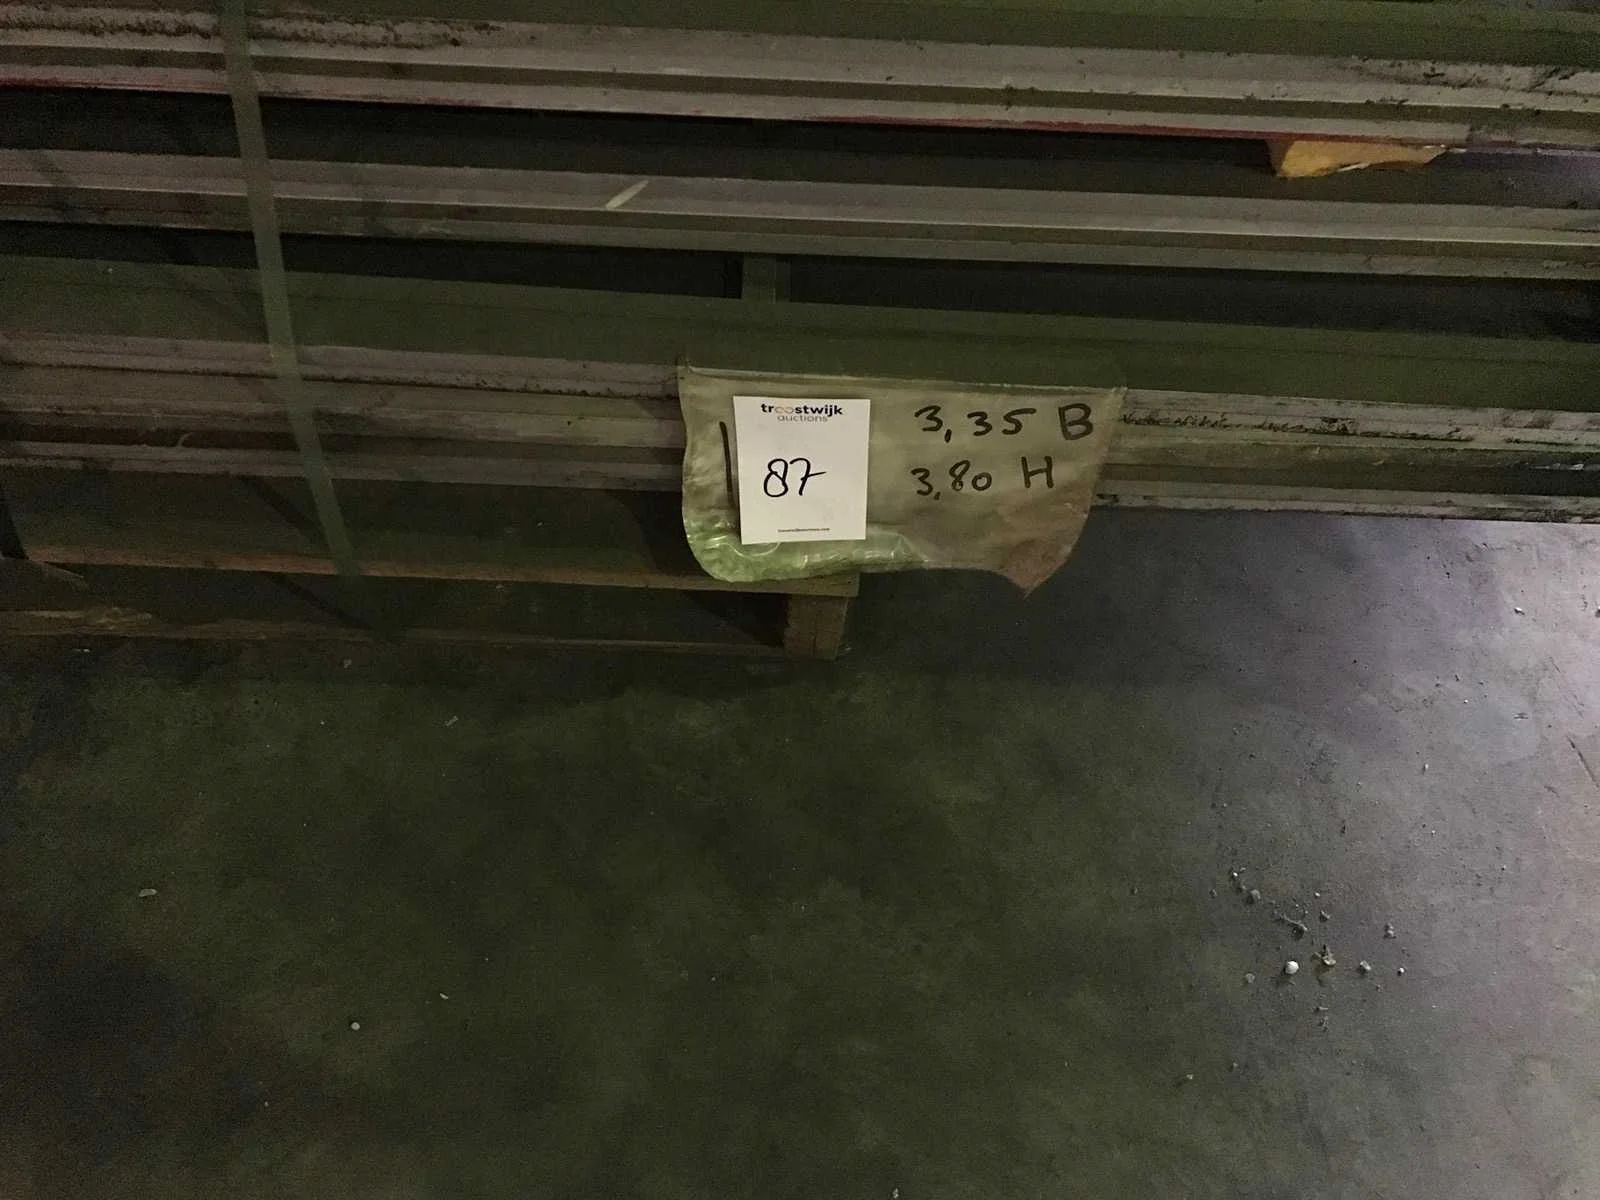 troostwijk
auctions
87
3,35 B
3,80 H